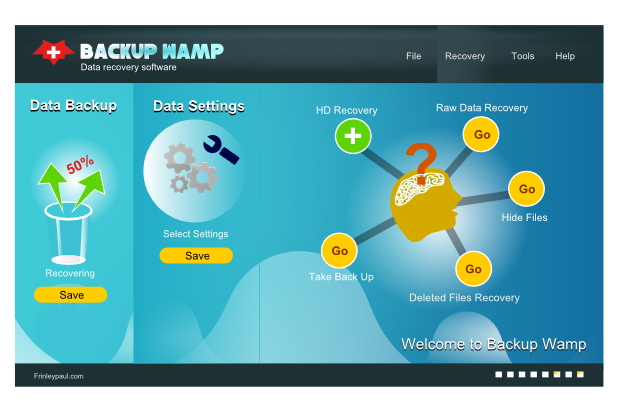 BACKUP WAMP
Data recovery software
File Recovery Tools Help
Data Backup
50%
Recovering
Save
Data Settings
Select Settings
Save
HD Recovery
Raw Data Recovery
Go
?
Go
Hide Files
Go
Take Back Up
Go
Deleted Files Recovery
Welcome to Backup Wamp
Frinleypaul.com